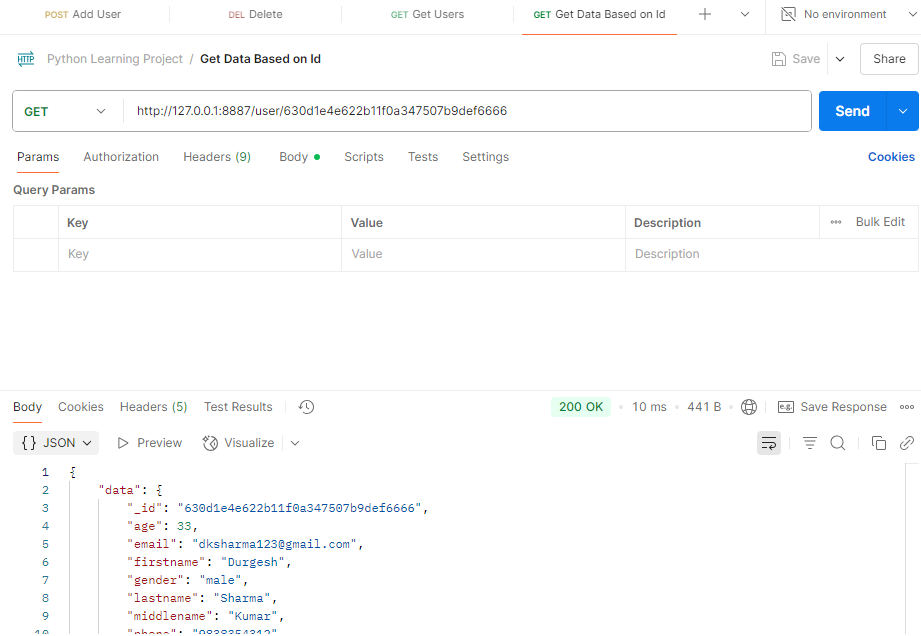 POST Add User DEL Delete GET Get Users GET Get Data Based on Id No environment
HTTP Python Learning Project / Get Data Based on Id Save Share
GET http://127.0.0.1:8887/user/630d1e4e622b11f0a347507b9def6666 Send
Params Authorization Headers (9) Body Scripts Tests Settings Cookies
Query Params
Key Value Description Bulk Edit
Key Value Description
Body Cookies Headers (5) Test Results 200 OK 10 ms 441 B e.g. Save Response
{} JSON Preview Visualize
1 {
2 "data": {
3 "_id": "630d1e4e622b11f0a347507b9def6666",
4 "age": 33,
5 "email": "dksharma123@gmail.com",
6 "firstname": "Durgesh",
7 "gender": "male",
8 "lastname": "Sharma",
9 "middlename": "Kumar",
10 "phone": "9838354312"